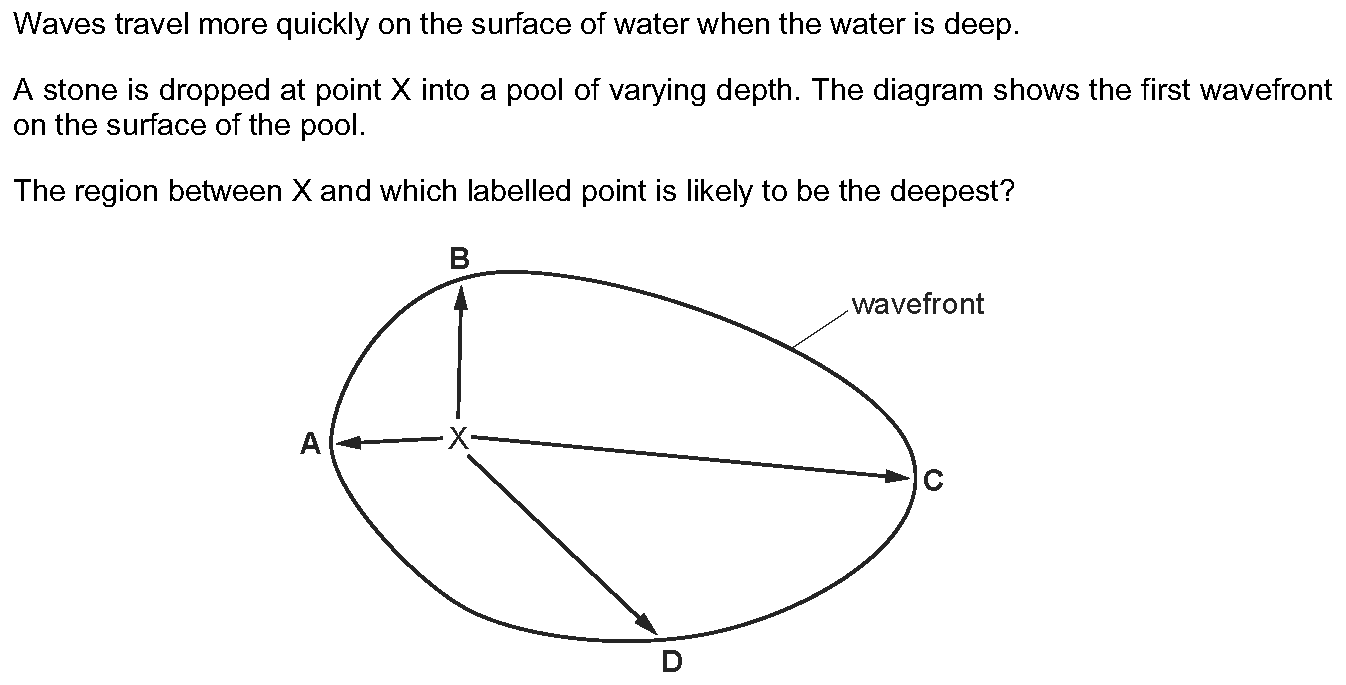 Waves travel more quickly on the surface of water when the water is deep.
A stone is dropped at point X into a pool of varying depth. The diagram shows the first wavefront
on the surface of the pool.
The region between X and which labelled point is likely to be the deepest?
B
wavefront
A
X
C
D